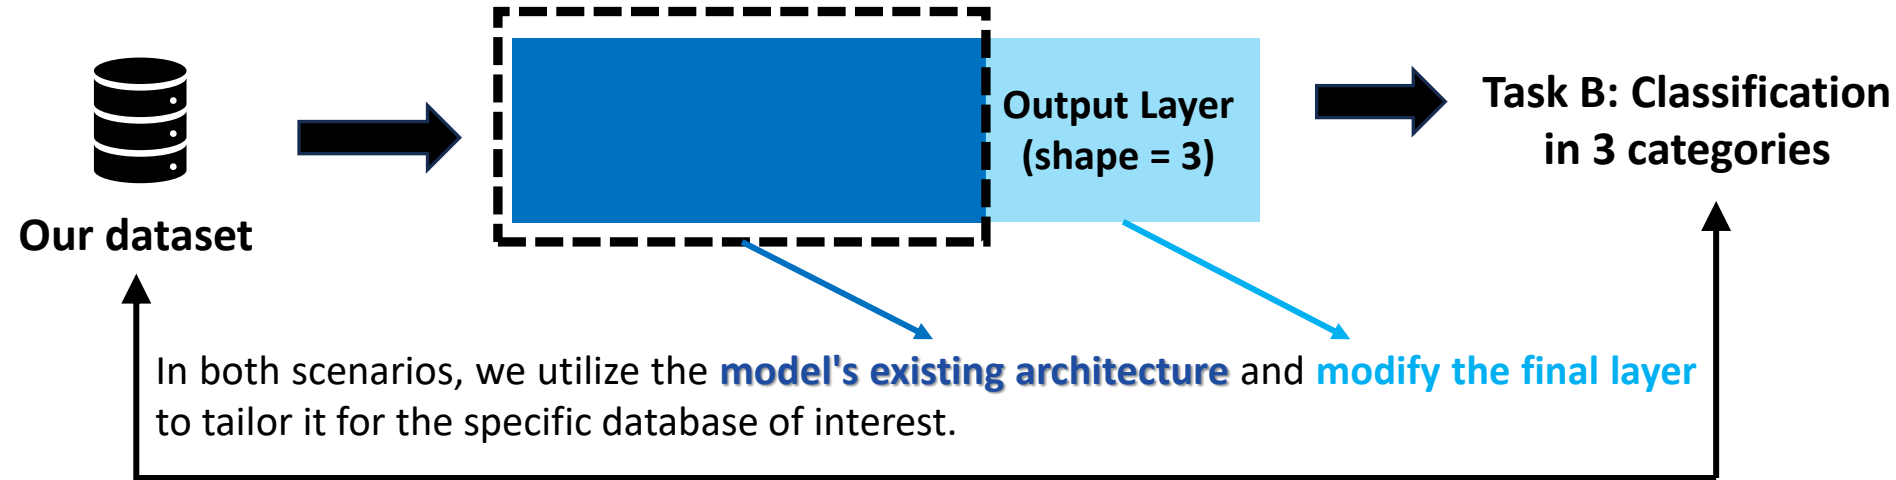 Our dataset
Output Layer
(shape = 3)
Task B: Classification
in 3 categories
In both scenarios, we utilize the model's existing architecture and modify the final layer
to tailor it for the specific database of interest.